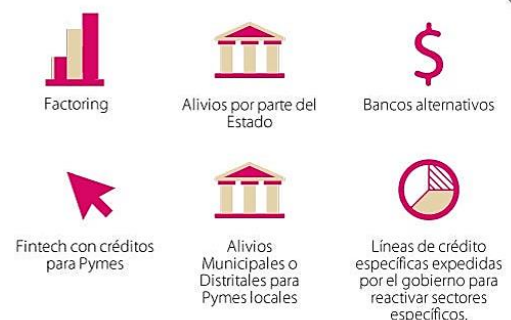 Factoring
Alivios por parte del
Estado
Bancos alternativos
Fintech con créditos
para Pymes
Alivios
Municipales o
Distritales para
Pymes locales
Líneas de crédito
específicas expedidas
por el gobierno para
reactivar sectores
específicos.